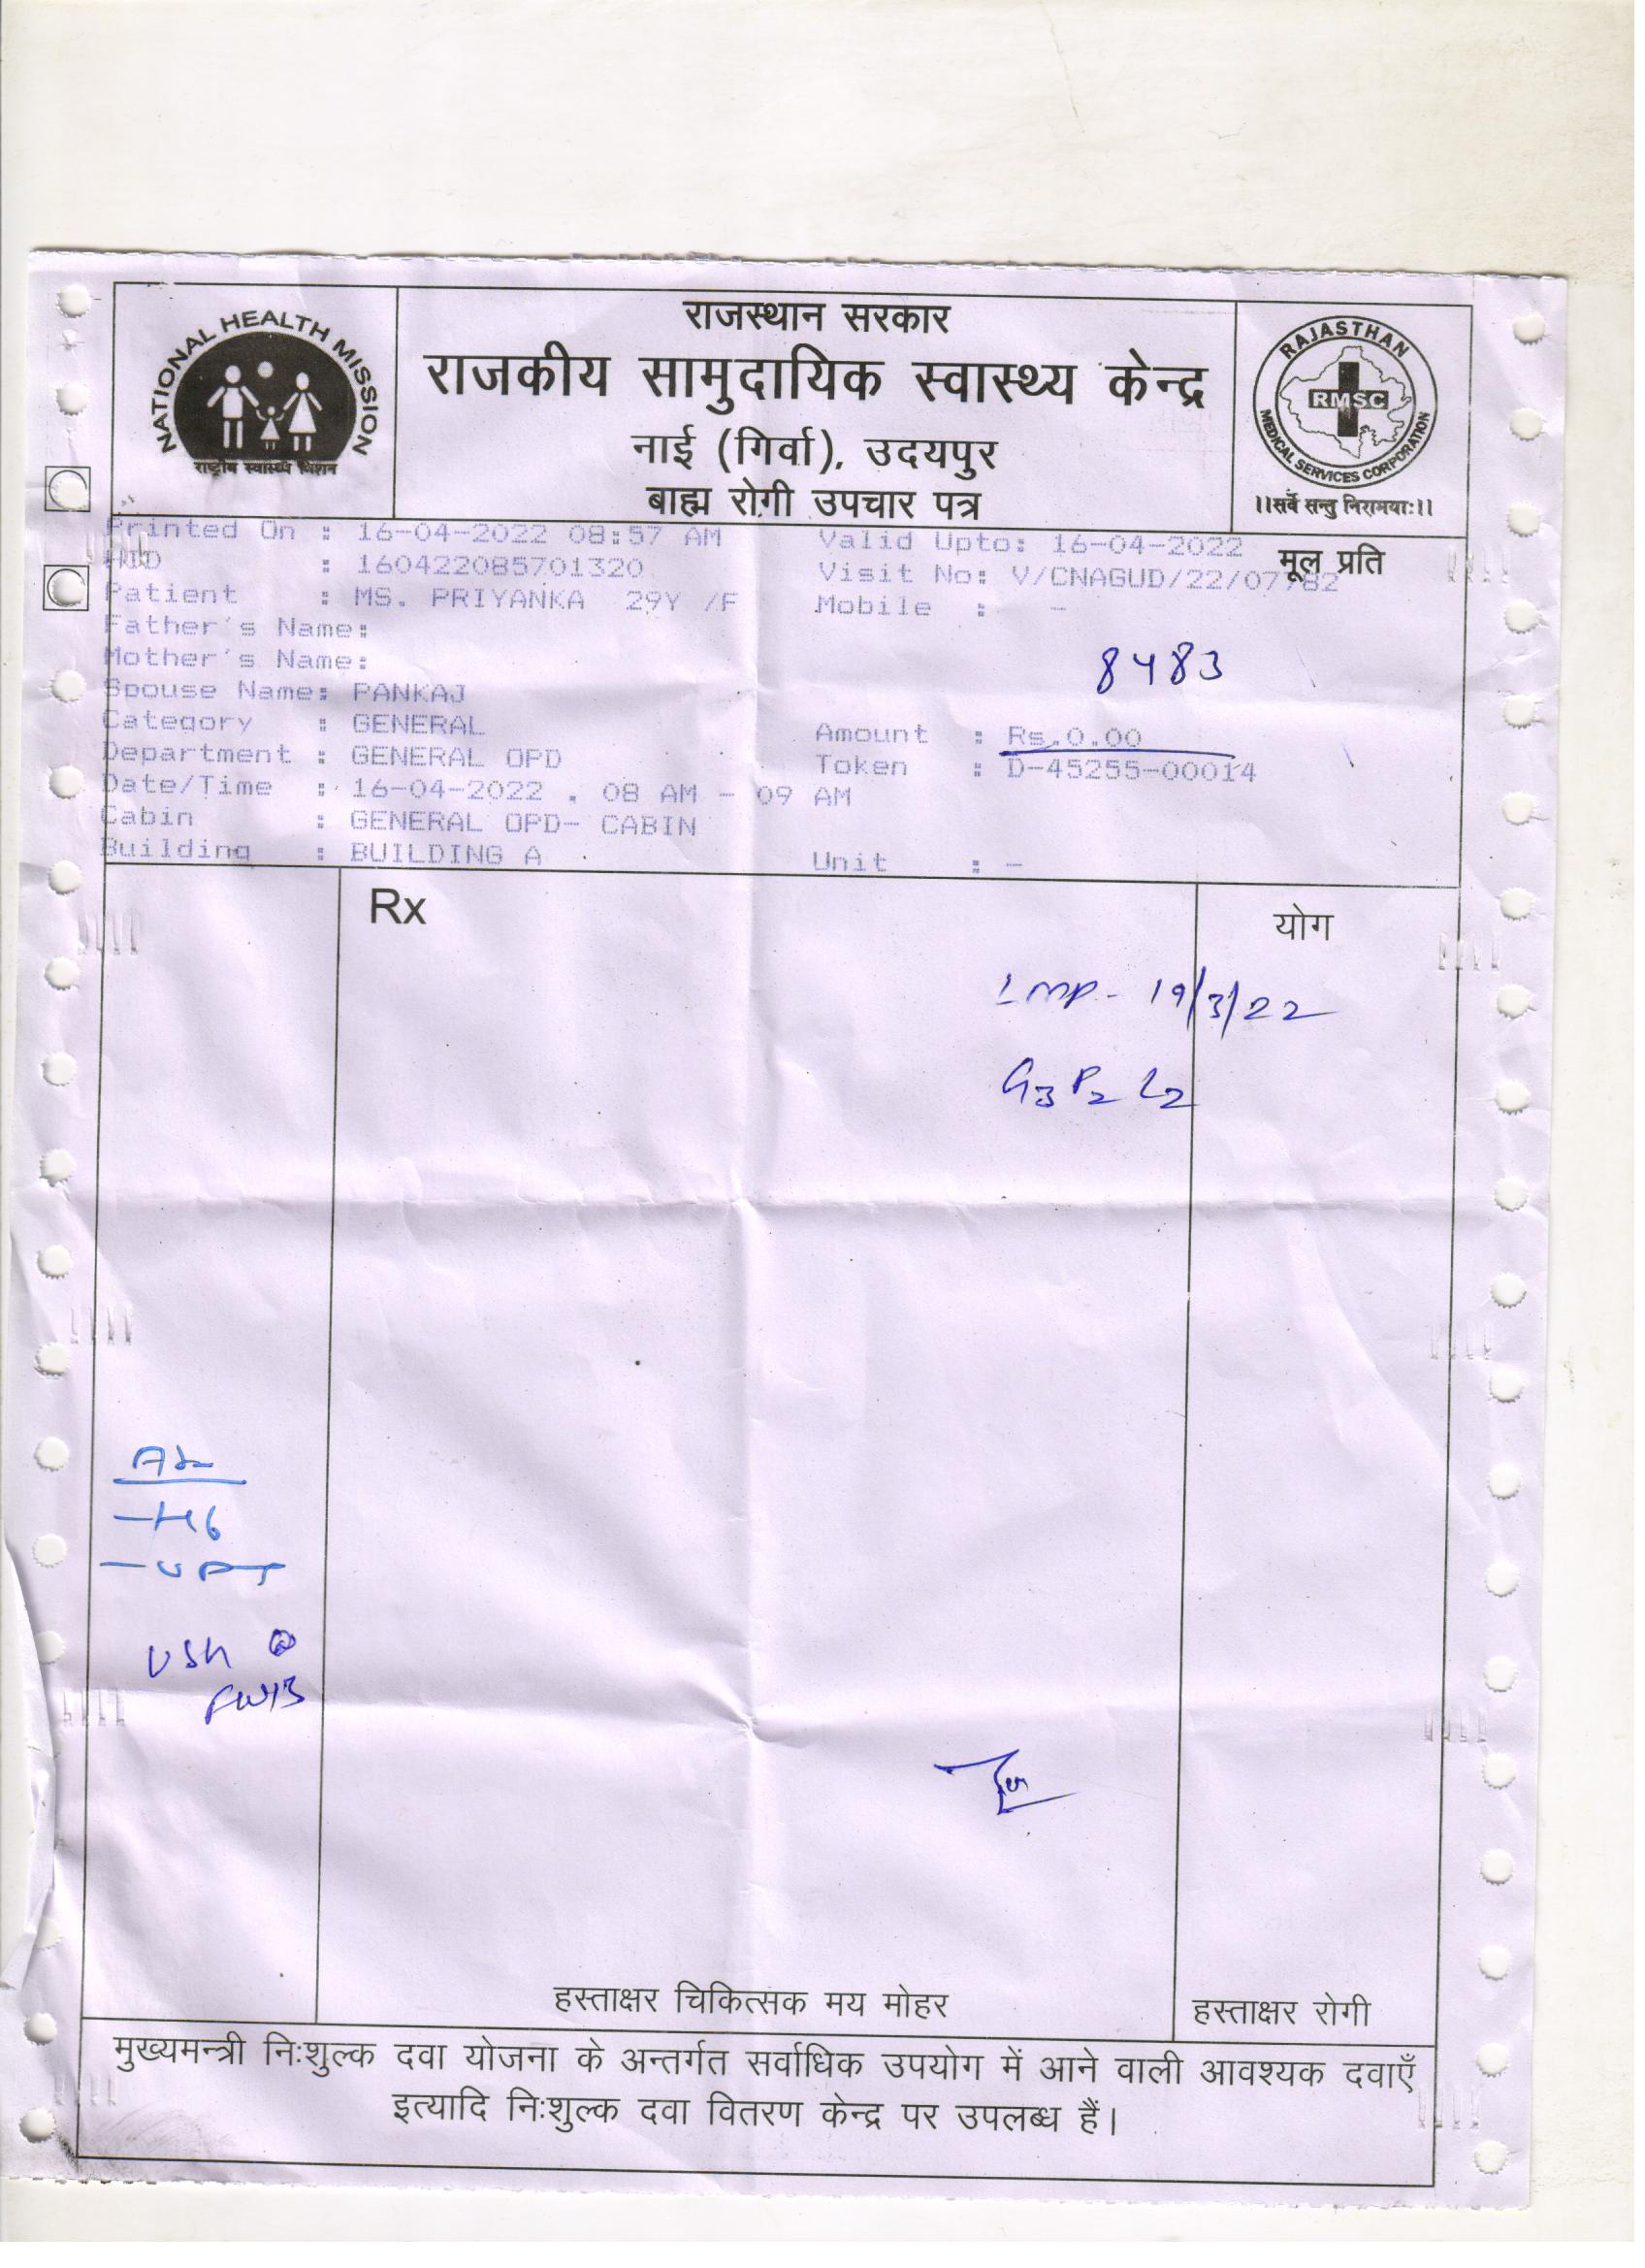 राजस्थान सरकार
राजकीय सामुदायिक स्वास्थ्य केन्द्र
नाई (गिर्वा), उदयपुर
बाह्म रोगी उपचार पत्र
NATIONAL HEALTH MISSION
राष्ट्रीय स्वास्थ्य मिशन
RAJASTHAN
RMSC
MEDICAL SERVICES CORPORATION
।।सर्वे सन्तु निरामयाः।।
मूल प्रति
Printed On : 16-04-2022 08:57 AM Valid Upto: 16-04-2022
: 160422085701320 Visit No: V/CNAGUD/22/07782
Patient : MS. PRIYANKA 29Y /F Mobile : -
Father's Name:
Mother's Name:
8483
Spouse Name: PANKAJ
Category : GENERAL Amount : Rs.0.00
Department : GENERAL OPD Token : D-45255-00014
Date/Time : 16-04-2022 . 08 AM - 09 AM
Cabin : GENERAL OPD- CABIN
Building : BUILDING A Unit : -
Rx योग
LMP - 19/3/22
G3 P2 L2
- Hb
- UPT
USG
FWB
हस्ताक्षर चिकित्सक मय मोहर हस्ताक्षर रोगी
मुख्यमन्त्री निःशुल्क दवा योजना के अन्तर्गत सर्वाधिक उपयोग में आने वाली आवश्यक दवाएँ
इत्यादि निःशुल्क दवा वितरण केन्द्र पर उपलब्ध हैं।